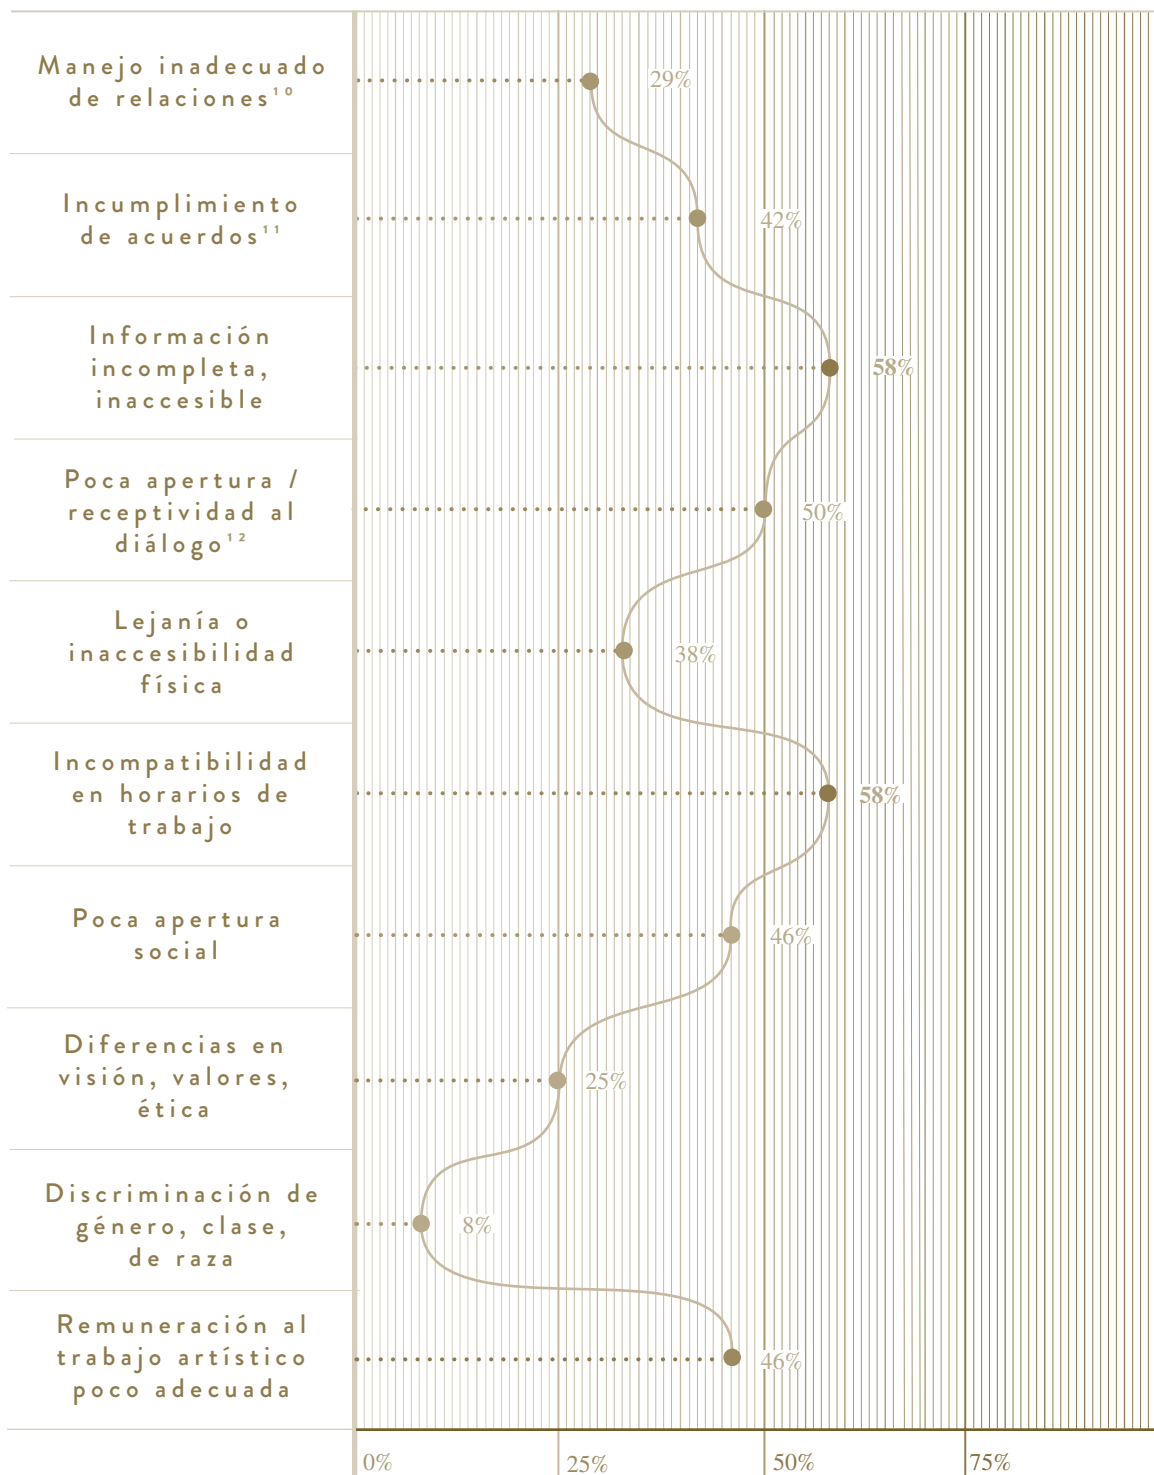 Manejo inadecuado
de relaciones¹⁰
29%
Incumplimiento
de acuerdos¹¹
42%
Información
incompleta,
inaccesible
58%
Poca apertura /
receptividad al
diálogo¹²
50%
Lejanía o
inaccesibilidad
física
38%
Incompatibilidad
en horarios de
trabajo
58%
Poca apertura
social
46%
Diferencias en
visión, valores,
ética
25%
Discriminación de
género, clase,
de raza
8%
Remuneración al
trabajo artístico
poco adecuada
46%
0%
25%
50%
75%